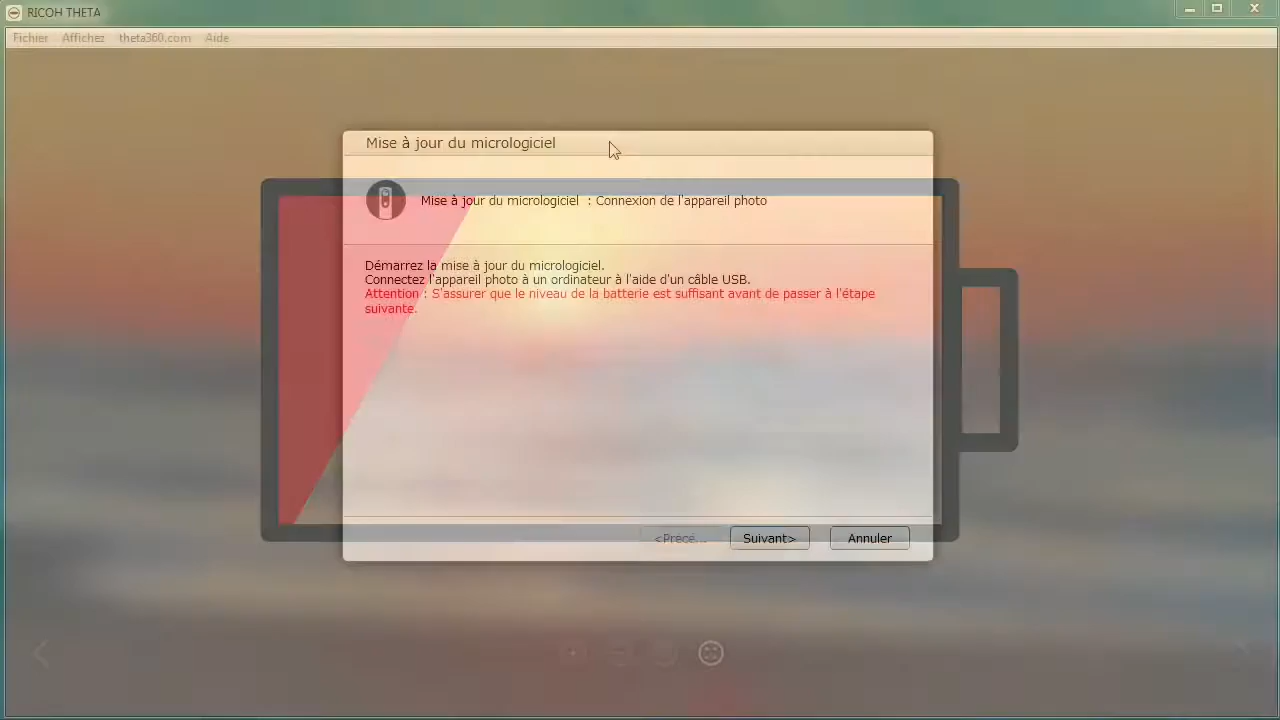 RICOH THETA
Fichier Affichez theta360.com Aide
Mise à jour du micrologiciel
Mise à jour du micrologiciel : Connexion de l'appareil photo
Démarrez la mise à jour du micrologiciel.
Connectez l'appareil photo à un ordinateur à l'aide d'un câble USB.
Attention : S'assurer que le niveau de la batterie est suffisant avant de passer à l'étape
suivante.
<Précé... Suivant> Annuler